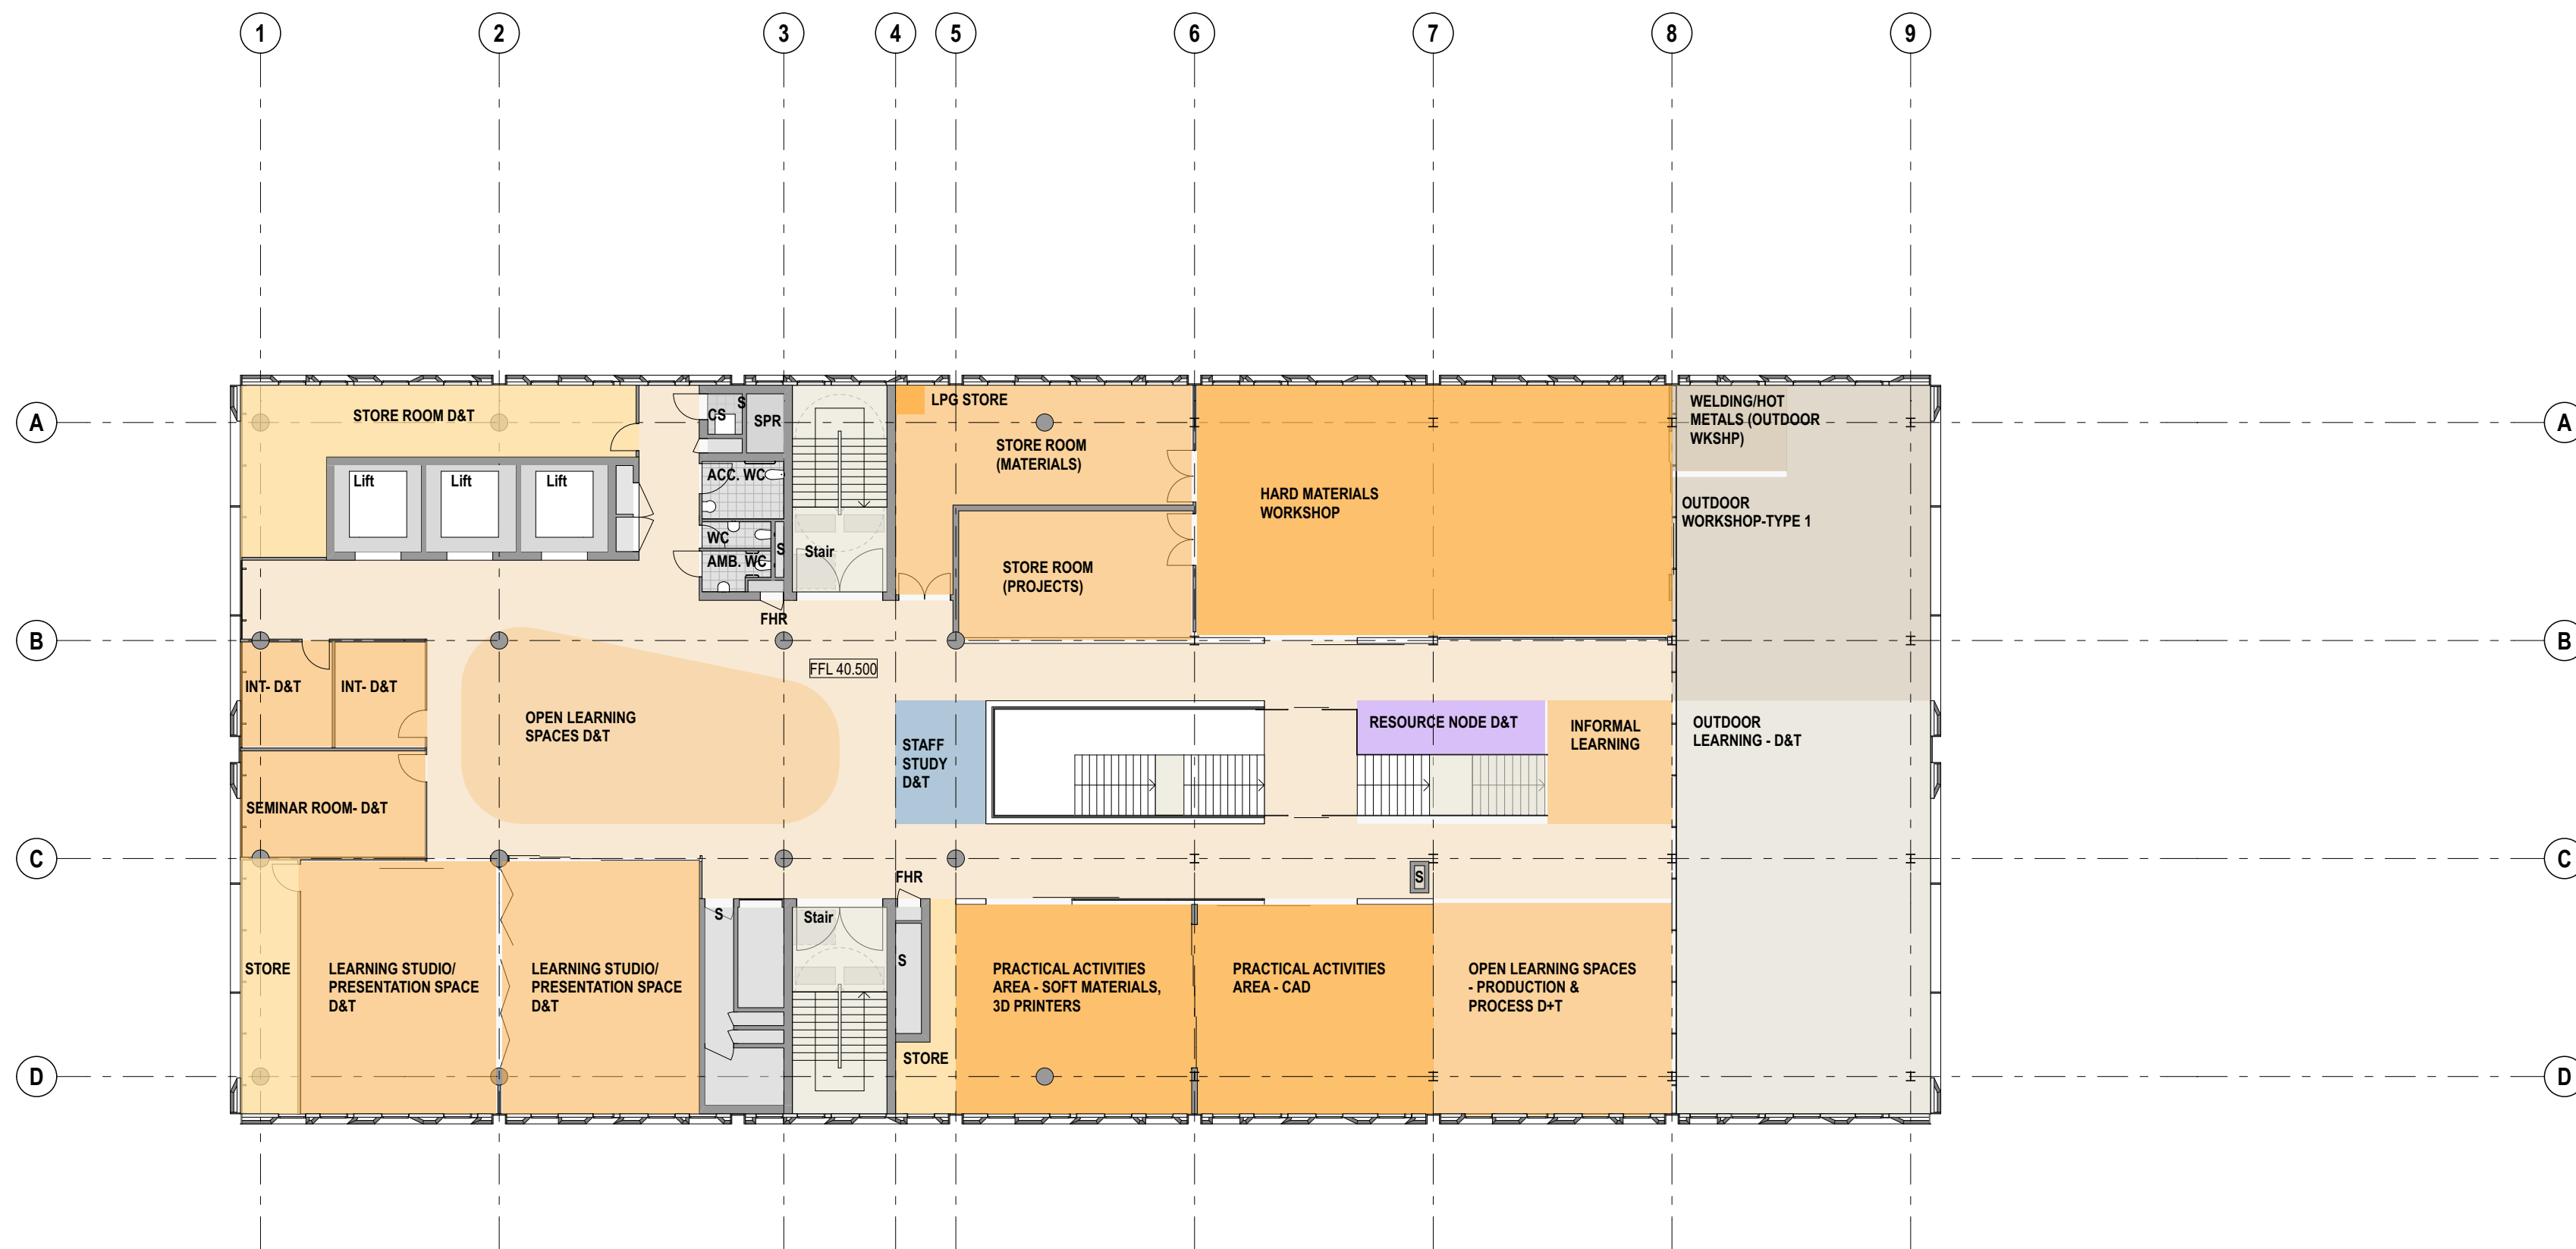 1 2 3 4 5 6 7 8 9
A
A
STORE ROOM D&T
CS
S
SPR
LPG STORE
STORE ROOM
(MATERIALS)
WELDING/HOT
METALS (OUTDOOR
WKSHP)
Lift
Lift
Lift
ACC. WC
WC
S
AMB. WC
Stair
FHR
HARD MATERIALS
WORKSHOP
OUTDOOR
WORKSHOP-TYPE 1
STORE ROOM
(PROJECTS)
B
B
FFL 40.500
INT- D&T
INT- D&T
OPEN LEARNING
SPACES D&T
STAFF
STUDY
D&T
RESOURCE NODE D&T
INFORMAL
LEARNING
OUTDOOR
LEARNING - D&T
SEMINAR ROOM- D&T
C
C
FHR
S
S
Stair
S
STORE
LEARNING STUDIO/
PRESENTATION SPACE
D&T
LEARNING STUDIO/
PRESENTATION SPACE
D&T
PRACTICAL ACTIVITIES
AREA - SOFT MATERIALS,
3D PRINTERS
PRACTICAL ACTIVITIES
AREA - CAD
OPEN LEARNING SPACES
- PRODUCTION &
PROCESS D+T
STORE
D
D